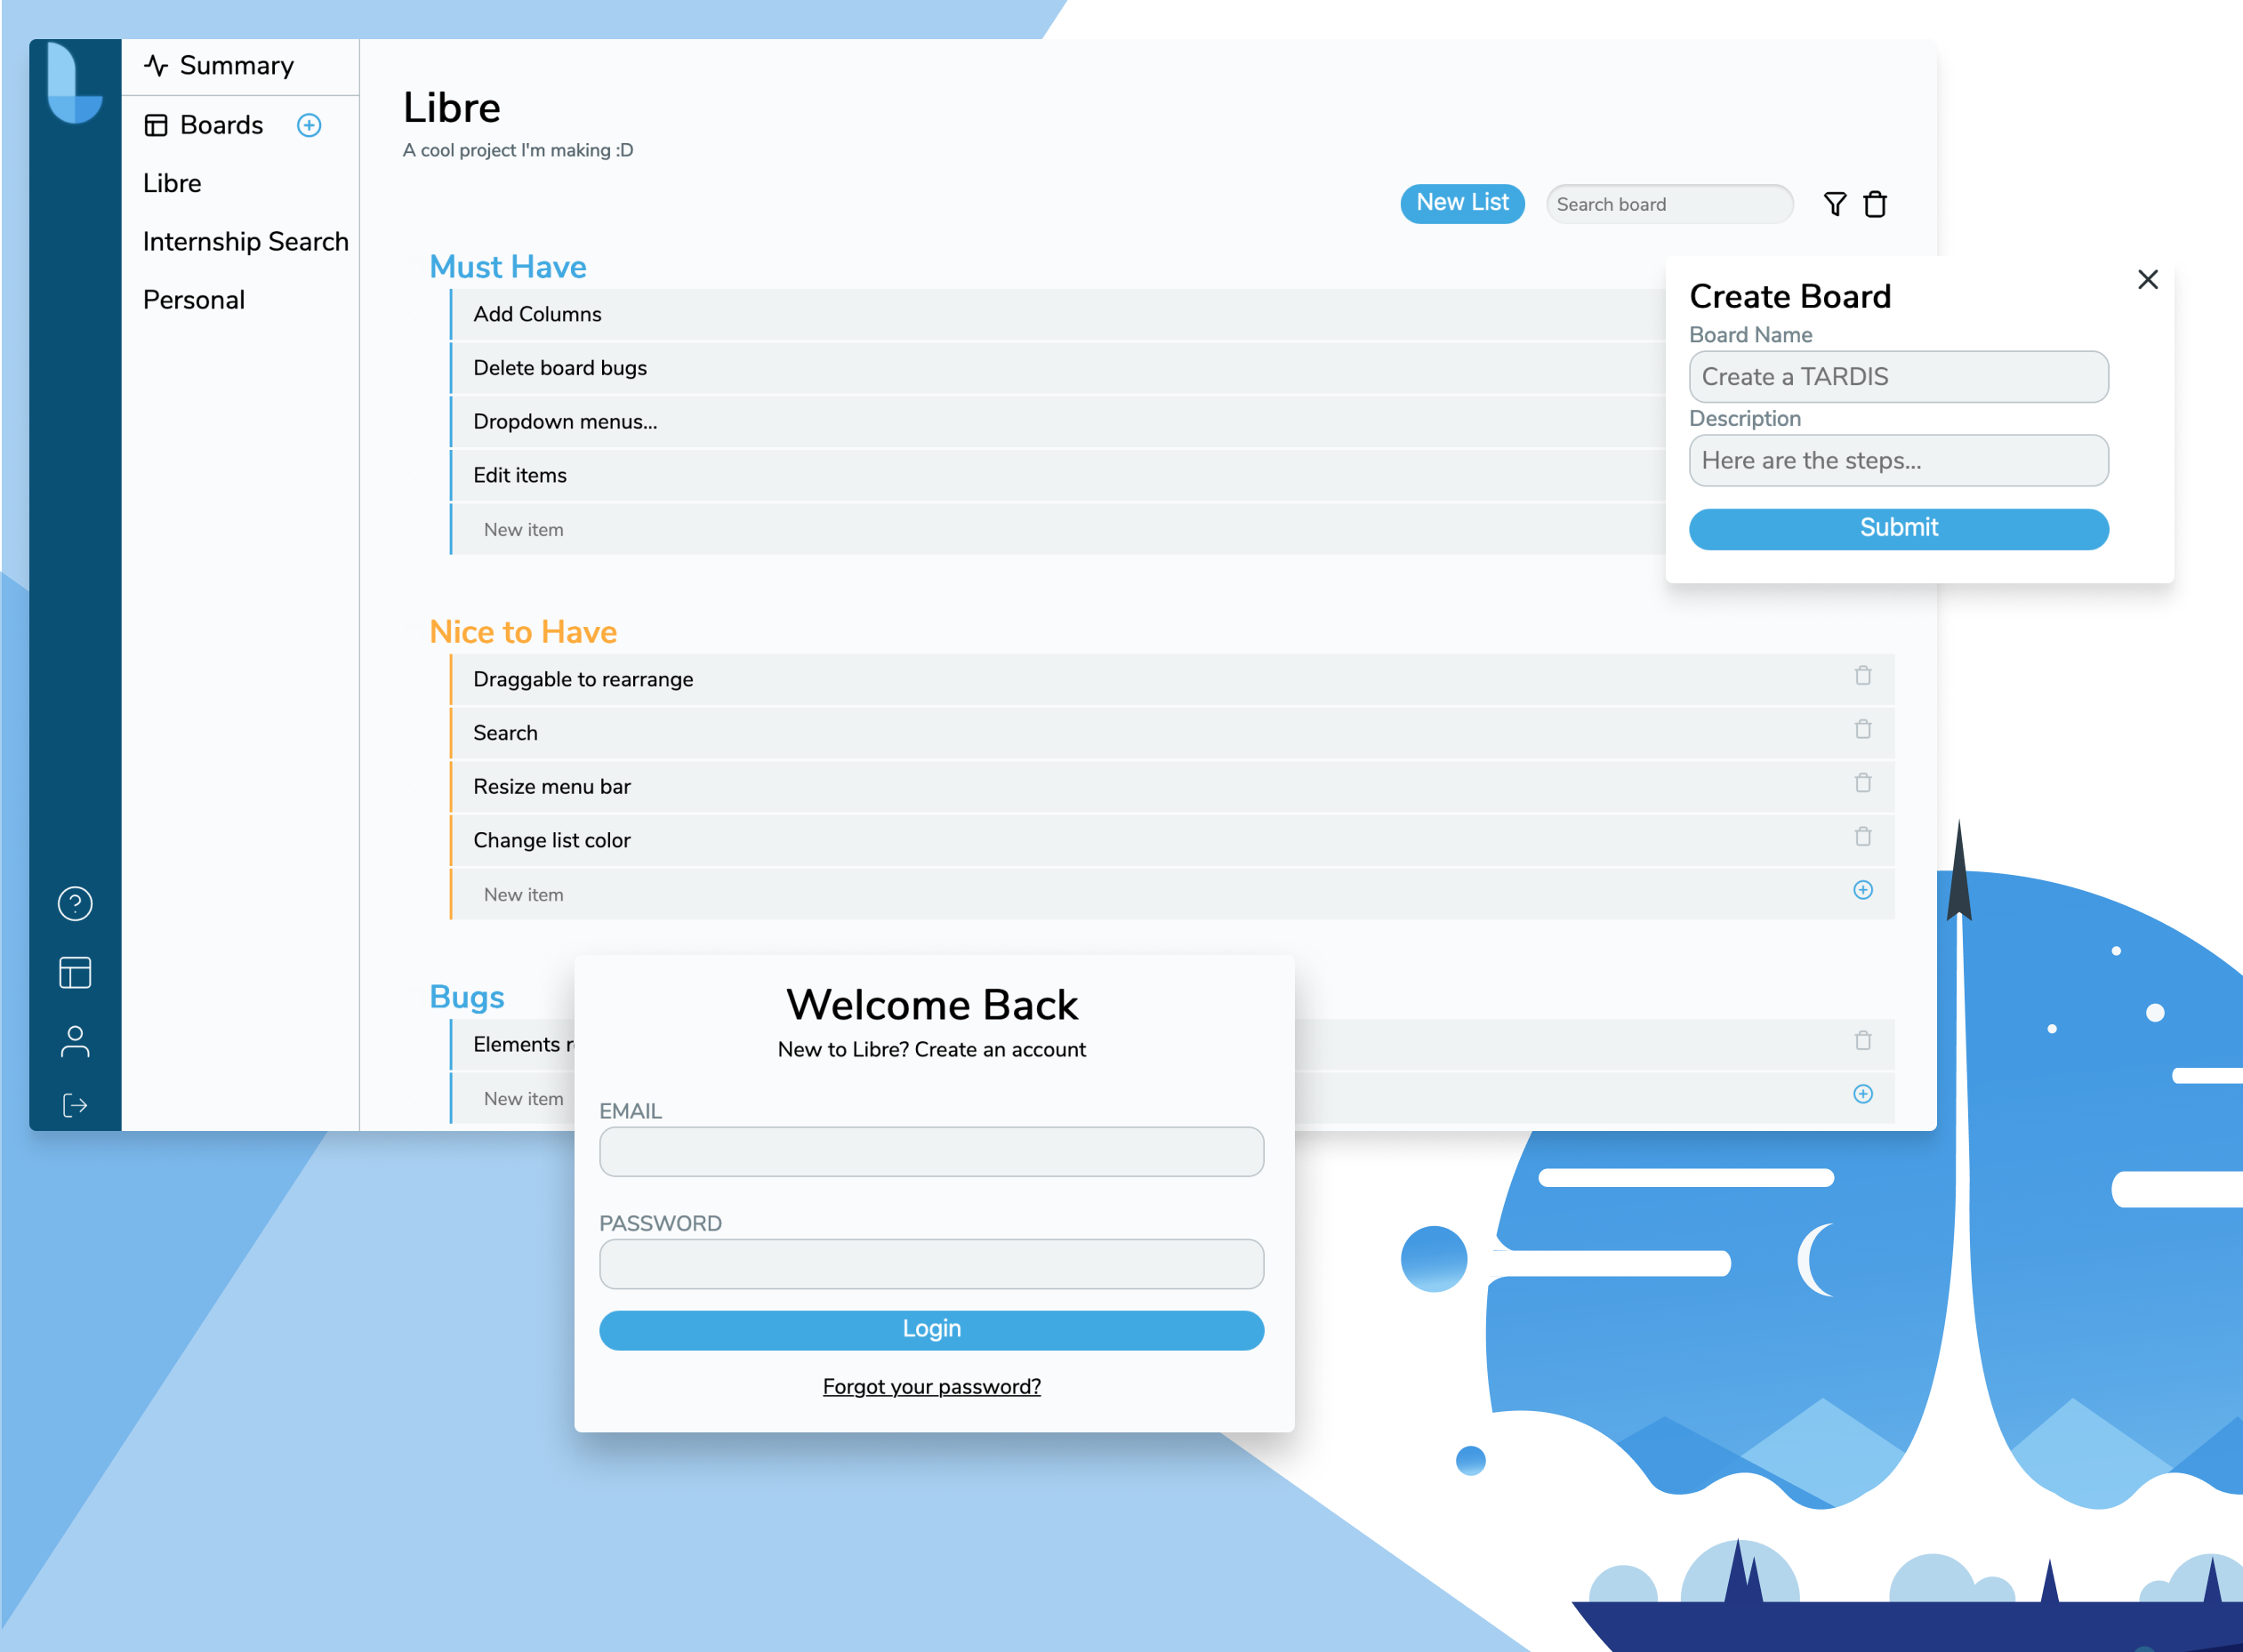 Summary
Boards
Libre
Internship Search
Personal
Libre
A cool project I'm making :D
New List
Search board
Must Have
Add Columns
Delete board bugs
Dropdown menus...
Edit items
New item
Create Board
Board Name
Create a TARDIS
Description
Here are the steps...
Submit
Nice to Have
Draggable to rearrange
Search
Resize menu bar
Change list color
New item
Bugs
Elements
New item
Welcome Back
New to Libre? Create an account
EMAIL
PASSWORD
Login
Forgot your password?